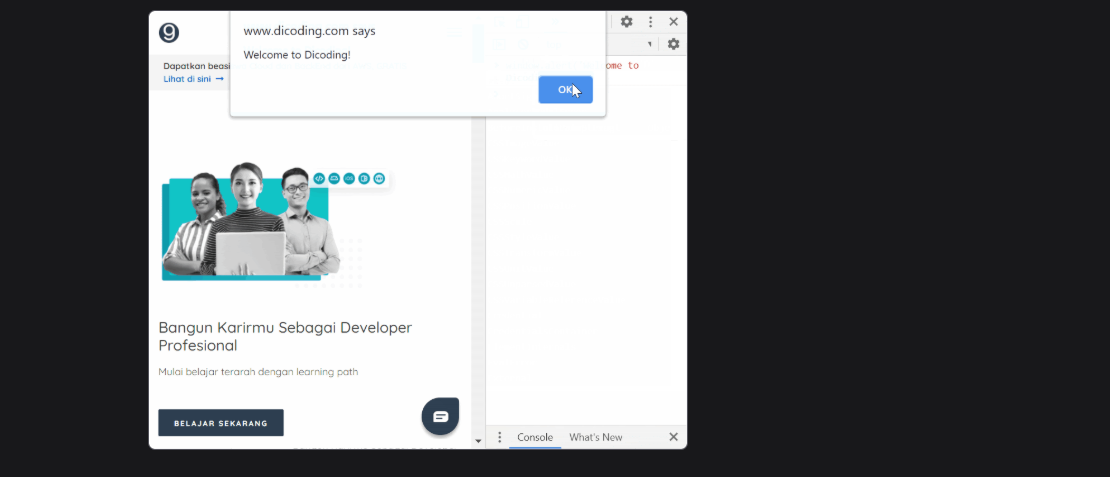 www.dicoding.com says
Welcome to Dicoding!
OK
Dapatkan beasi
Lihat di sini →
ome to
Bangun Karirmu Sebagai Developer
Profesional
Mulai belajar terarah dengan learning path
BELAJAR SEKARANG
Console
What's New